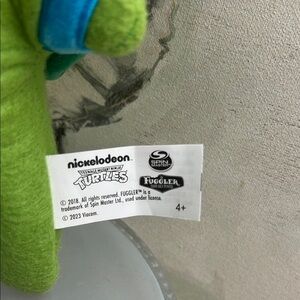 nickelodeon
SPIN MASTER
TEENAGE MUTANT NINJA
TURTLES
FUGGLER
© 2018. All rights reserved. FUGGLER™ is a
trademark of Spin Master Ltd., used under license.
© 2023 Viacom.
4+